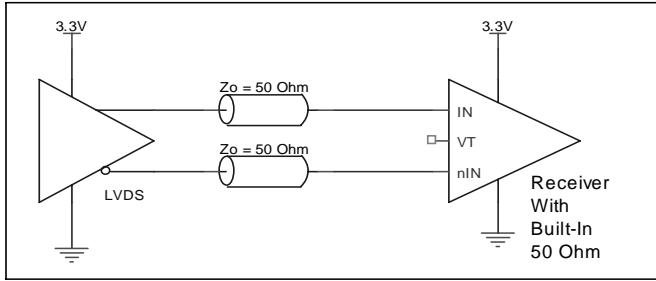 3.3V
3.3V
Zo = 50 Ohm
IN
VT
Zo = 50 Ohm
nIN
LVDS
Receiver
With
Built-In
50 Ohm